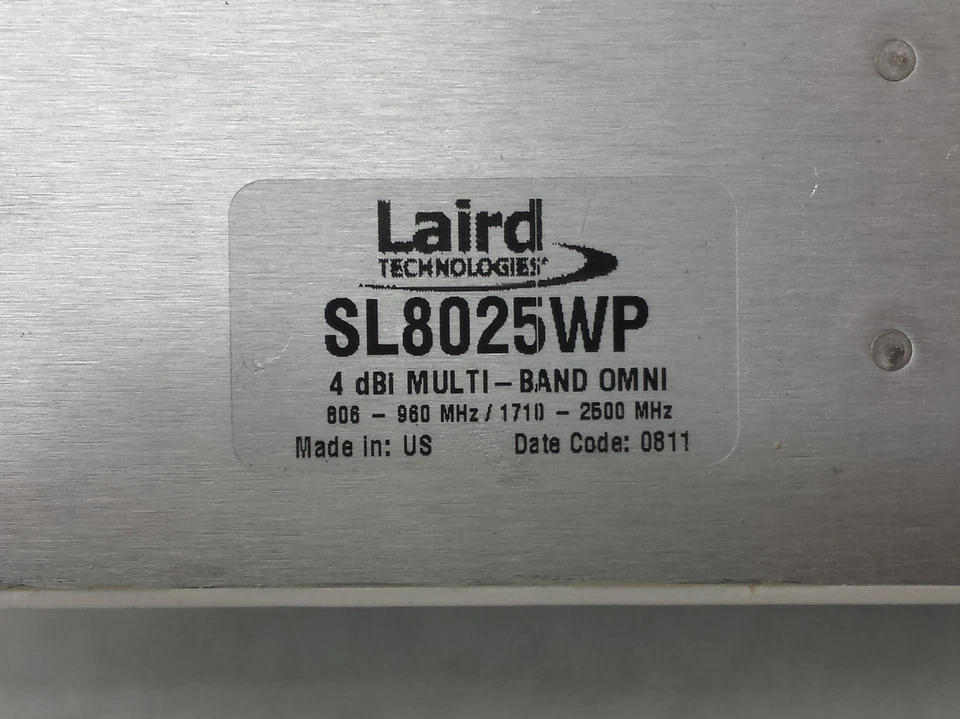 Laird
TECHNOLOGIES
SL8025WP
4 dBi MULTI-BAND OMNI
806 - 960 MHz / 1710 - 2500 MHz
Made in: US Date Code: 0811